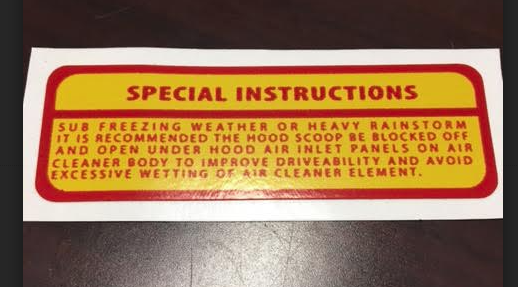 SPECIAL INSTRUCTIONS
SUB FREEZING WEATHER OR HEAVY RAINSTORM
IT IS RECOMMENDED THE HOOD SCOOP BE BLOCKED OFF
AND OPEN UNDER HOOD AIR INLET PANELS ON AIR
CLEANER BODY TO IMPROVE DRIVEABILITY AND AVOID
EXCESSIVE WETTING OF AIR CLEANER ELEMENT.